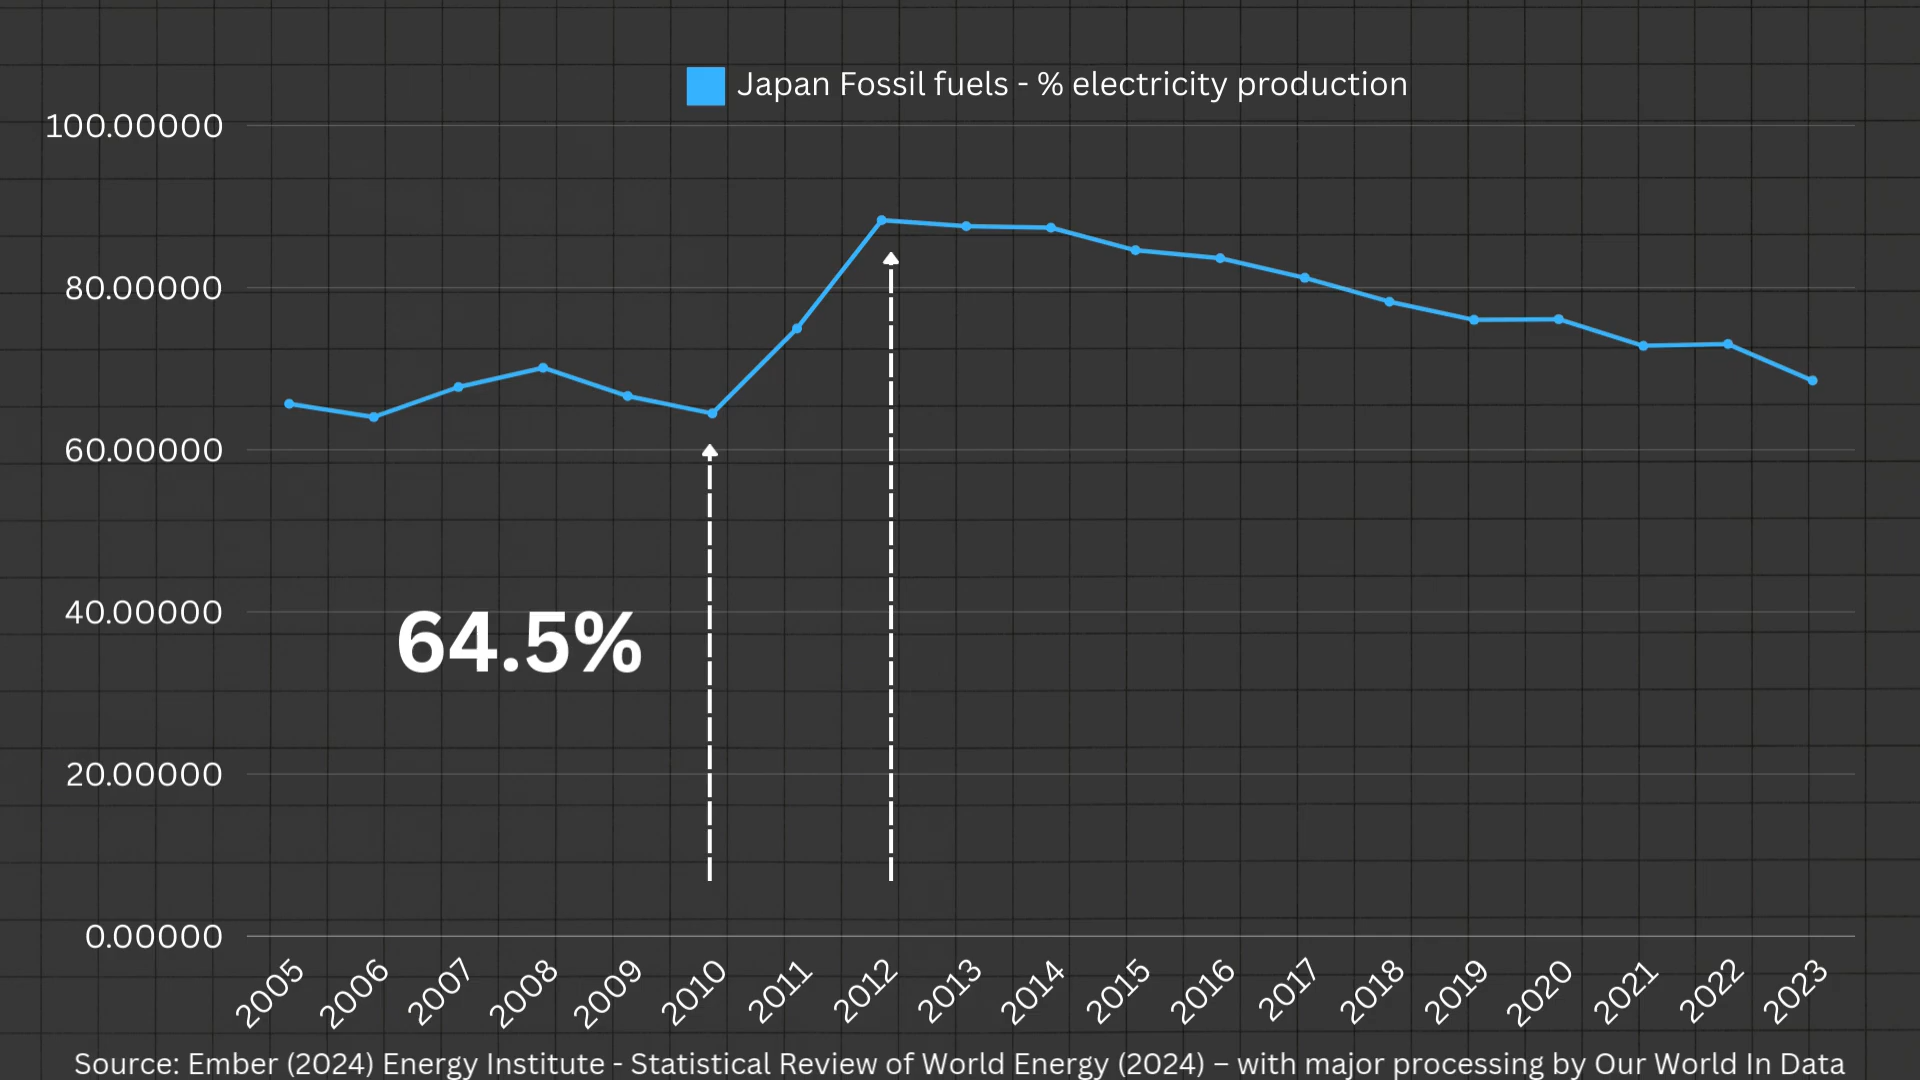 Japan Fossil fuels - % electricity production
100.00000
80.00000
60.00000
40.00000
64.5%
20.00000
0.00000
2005 2006 2007 2008 2009 2010 2011 2012 2013 2014 2015 2016 2017 2018 2019 2020 2021 2022 2023
Source: Ember (2024) Energy Institute - Statistical Review of World Energy (2024) – with major processing by Our World In Data